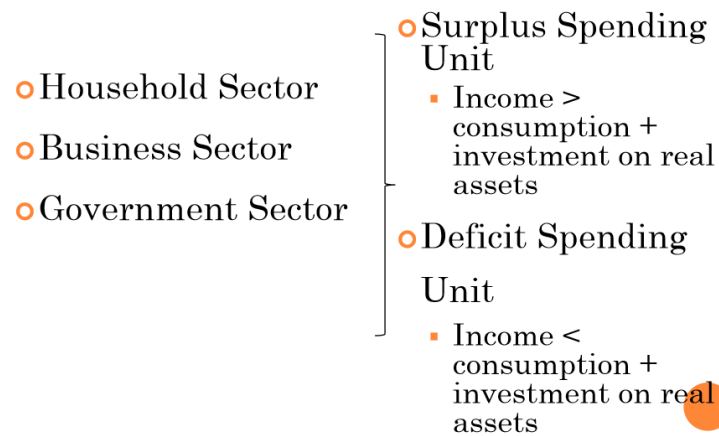 Household Sector
Business Sector
Government Sector
Surplus Spending
Unit
Income >
consumption +
investment on real
assets
Deficit Spending
Unit
Income <
consumption +
investment on real
assets